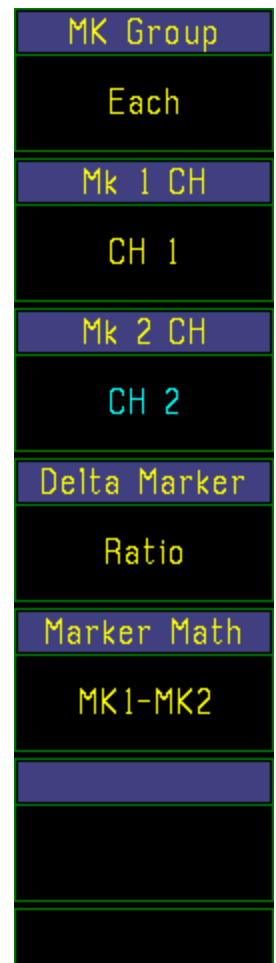 MK Group
Each
Mk 1 CH
CH 1
Mk 2 CH
CH 2
Delta Marker
Ratio
Marker Math
MK1-MK2